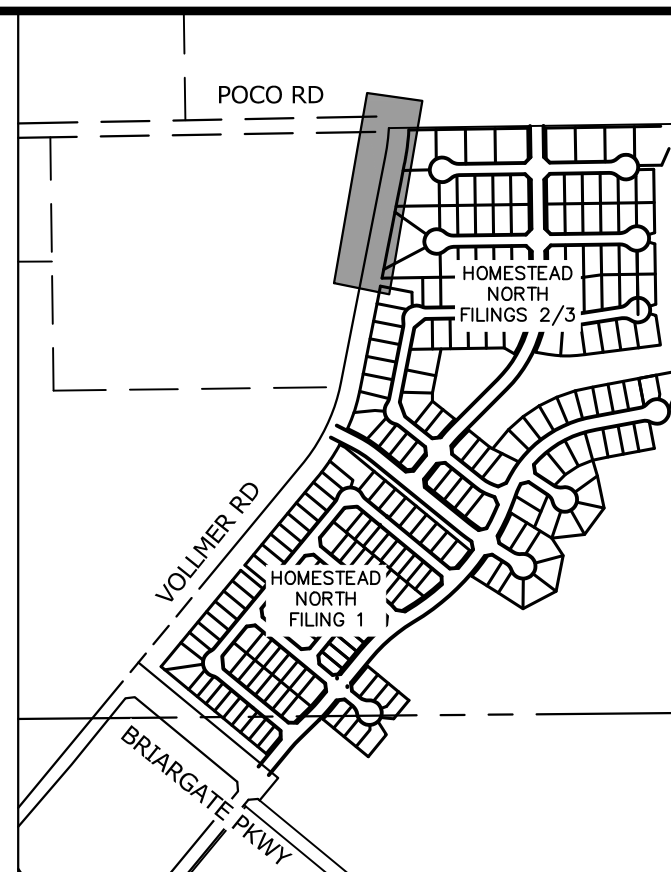 POCO RD
HOMESTEAD
NORTH
FILINGS 2/3
VOLLMER RD
HOMESTEAD
NORTH
FILING 1
BRIARGATE PKWY